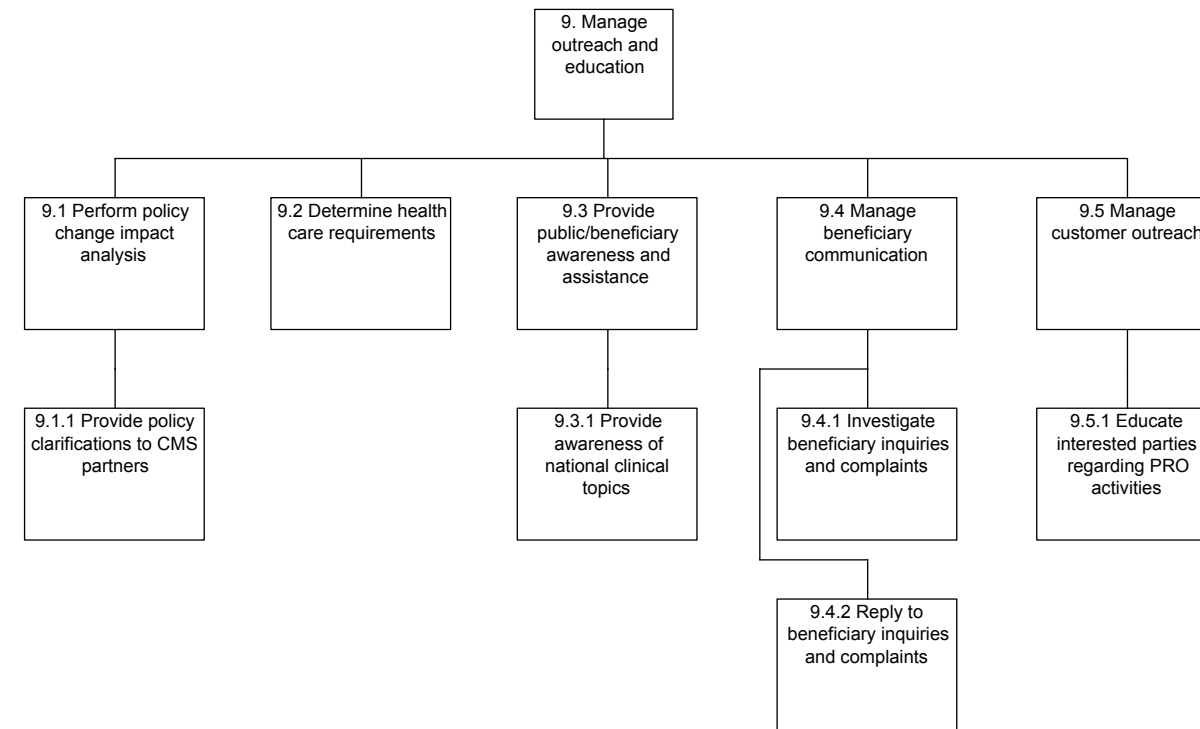 9. Manage
outreach and
education
9.1 Perform policy
change impact
analysis
9.2 Determine health
care requirements
9.3 Provide
public/beneficiary
awareness and
assistance
9.4 Manage
beneficiary
communication
9.5 Manage
customer outreach
9.1.1 Provide policy
clarifications to CMS
partners
9.3.1 Provide
awareness of
national clinical
topics
9.4.1 Investigate
beneficiary inquiries
and complaints
9.5.1 Educate
interested parties
regarding PRO
activities
9.4.2 Reply to
beneficiary inquiries
and complaints